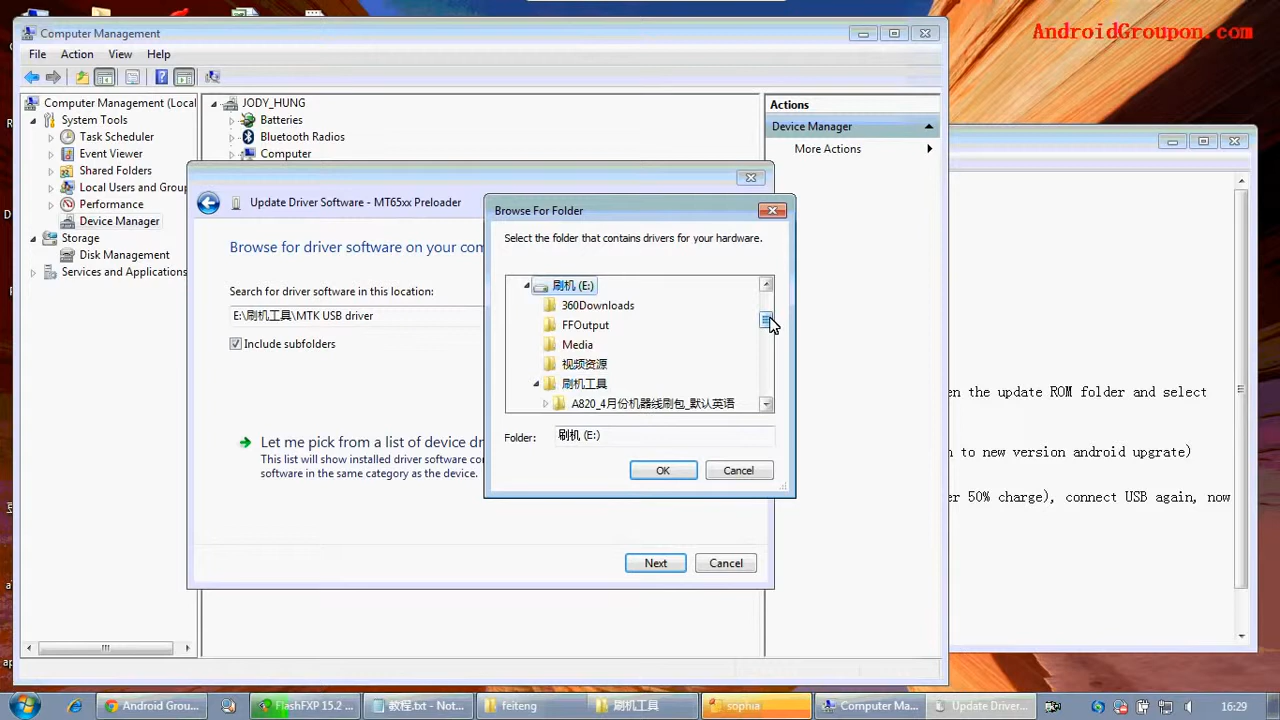 Computer Management
AndroidGroupon.com
File Action View Help
Computer Management (Local
System Tools
Task Scheduler
Event Viewer
Shared Folders
Local Users and Group
Performance
Device Manager
Storage
Disk Management
Services and Applications
JODY_HUNG
Batteries
Bluetooth Radios
Computer
Actions
Device Manager
More Actions
Update Driver Software - MT65xx Preloader
Browse for driver software on your com
Search for driver software in this location:
E:\刷机工具\MTK USB driver
Include subfolders
Let me pick from a list of device dr
This list will show installed driver software com
software in the same category as the device.
Next
Cancel
Browse For Folder
Select the folder that contains drivers for your hardware.
刷机 (E:)
360Downloads
FFOutput
Media
视频资源
刷机工具
A820_4月份机器线刷包_默认英语
Folder:
刷机 (E:)
OK
Cancel
en the update ROM folder and select
n to new version android upgrate)
er 50% charge), connect USB again, now
Android Grou...
FlashFXP 15.2 ...
教程.txt - Not...
feiteng
刷机工具
sophia
Computer Ma...
Update Driver...
16:29